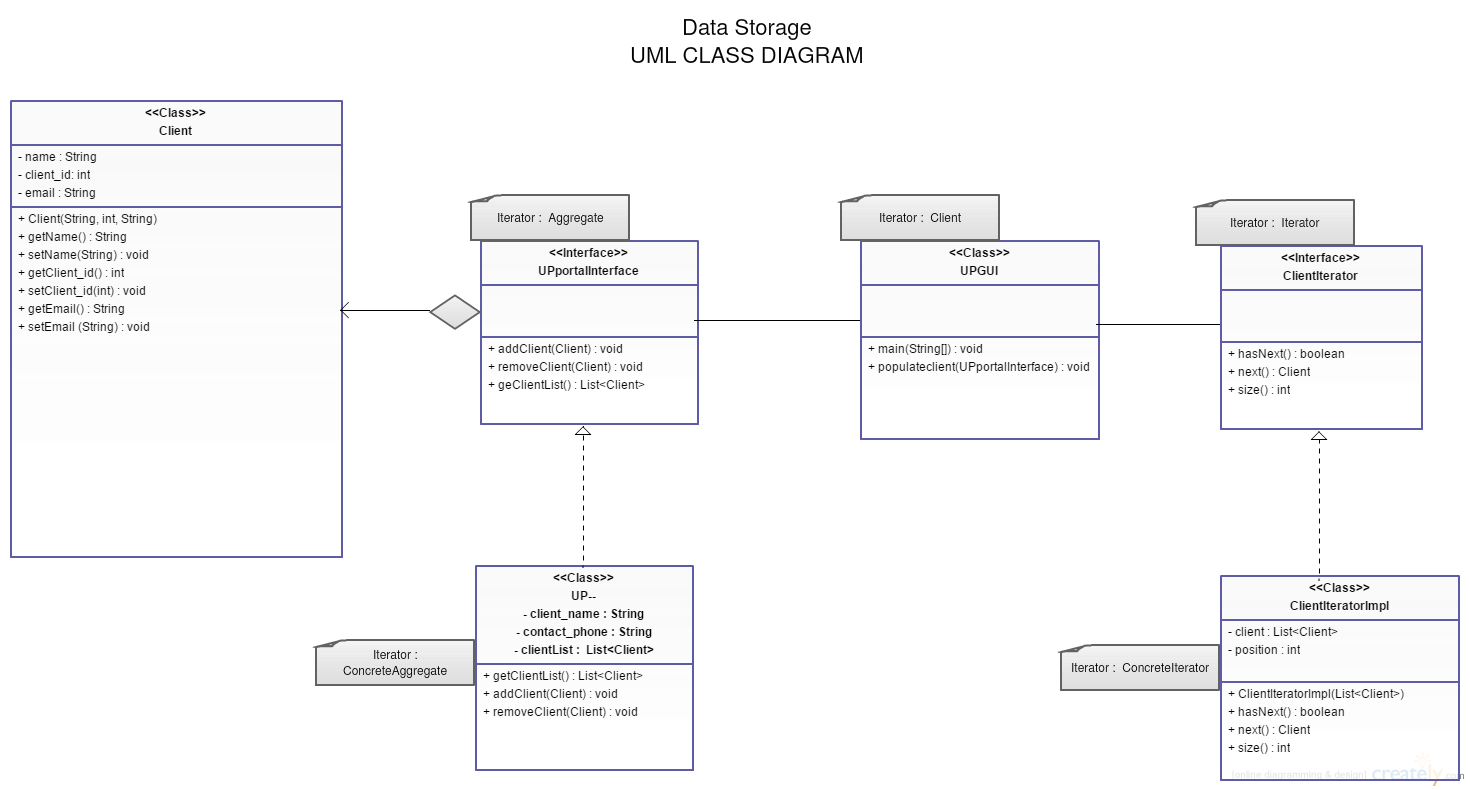 Data Storage
UML CLASS DIAGRAM
<<Class>>
Client
- name : String
- client_id: int
- email : String
+ Client(String, int, String)
+ getName() : String
+ setName(String) : void
+ getClient_id() : int
+ setClient_id(int) : void
+ getEmail() : String
+ setEmail (String) : void
Iterator : Aggregate
<<Interface>>
UPportalInterface
+ addClient(Client) : void
+ removeClient(Client) : void
+ geClientList() : List<Client>
Iterator : Client
<<Class>>
UPGUI
+ main(String[]) : void
+ populateclient(UPportalInterface) : void
Iterator : Iterator
<<Interface>>
ClientIterator
+ hasNext() : boolean
+ next() : Client
+ size() : int
Iterator :
ConcreteAggregate
<<Class>>
UP--
- client_name : String
- contact_phone : String
- clientList : List<Client>
+ getClientList() : List<Client>
+ addClient(Client) : void
+ removeClient(Client) : void
Iterator : ConcreteIterator
<<Class>>
ClientIteratorImpl
- client : List<Client>
- position : int
+ ClientIteratorImpl(List<Client>)
+ hasNext() : boolean
+ next() : Client
+ size() : int
[online diagramming & design] creately.com